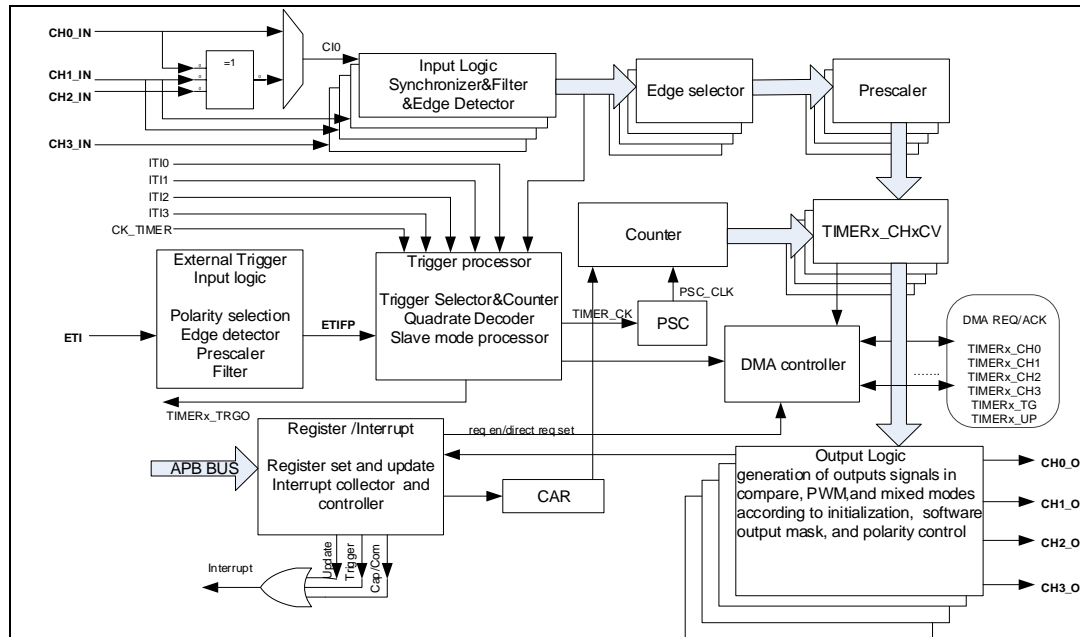 CH0_IN
CH1_IN
CH2_IN
CH3_IN
=1
CI0
Input Logic
Synchronizer&Filter
&Edge Detector
Edge selector
Prescaler
ITI0
ITI1
ITI2
ITI3
CK_TIMER
Counter
TIMERx_CHxCV
External Trigger
Input logic
Polarity selection
Edge detector
Prescaler
Filter
ETI
ETIFP
Trigger processor
Trigger Selector&Counter
Quadrate Decoder
Slave mode processor
TIMER_CK
PSC_CLK
PSC
DMA controller
DMA REQ/ACK
TIMERx_CH0
TIMERx_CH1
TIMERx_CH2
TIMERx_CH3
TIMERx_TG
TIMERx_UP
........
TIMERx_TRGO
Register /Interrupt
Register set and update
Interrupt collector and
controller
req en/direct req set
APB BUS
CAR
Output Logic
generation of outputs signals in
compare, PWM,and mixed modes
according to initialization, software
output mask, and polarity control
CH0_O
CH1_O
CH2_O
CH3_O
Update
Trigger
Cap/Com
Interrupt